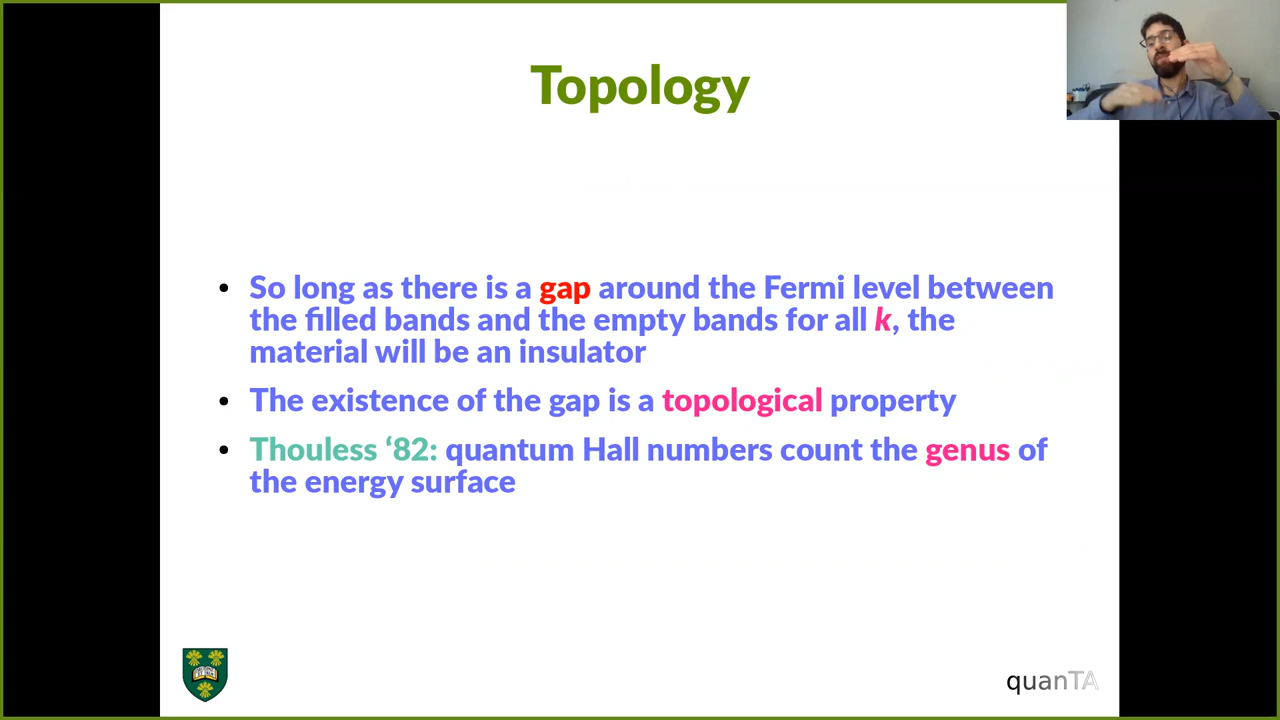 Topology
• So long as there is a gap around the Fermi level between
the filled bands and the empty bands for all k, the
material will be an insulator
• The existence of the gap is a topological property
• Thouless ‘82: quantum Hall numbers count the genus of
the energy surface
quanTA